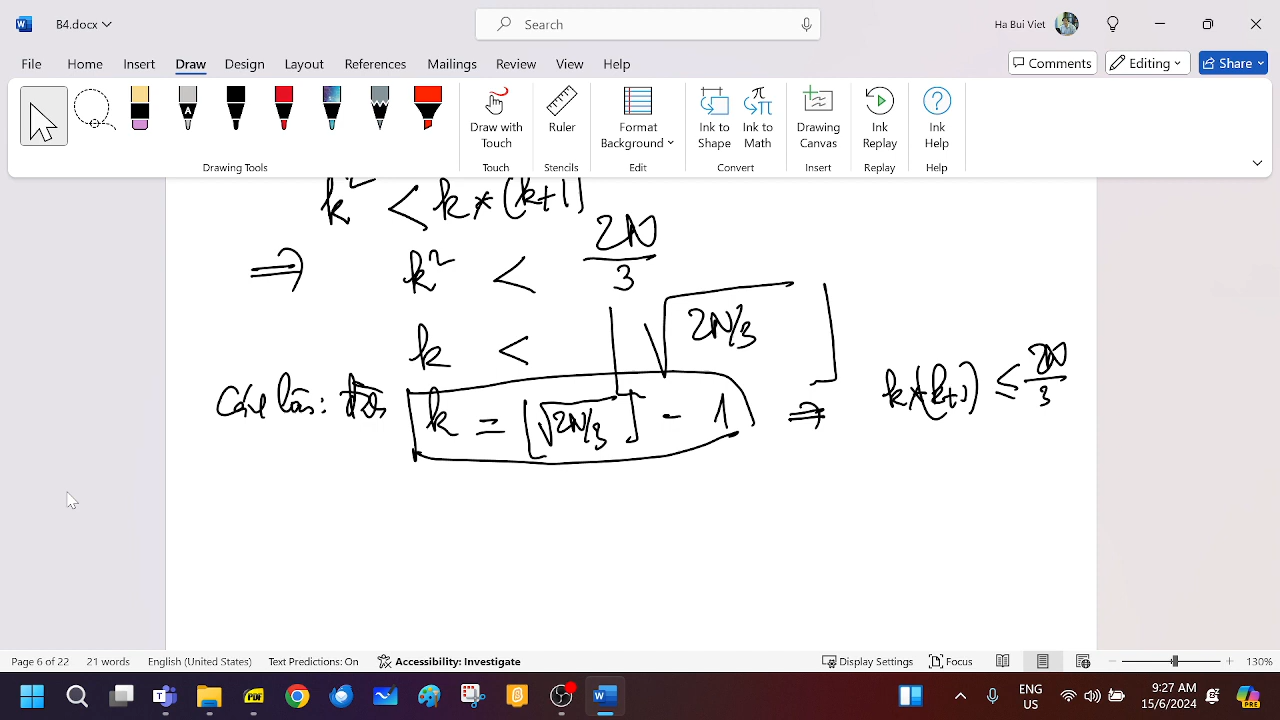 B4.docx
Search
Ha Bui Viet
File Home Insert Draw Design Layout References Mailings Review View Help
Comments Editing Share
Draw with Touch
Ruler
Format Background
Ink to Shape
Ink to Math
Drawing Canvas
Ink Replay
Ink Help
Drawing Tools Touch Stencils Edit Convert Insert Replay Help
k² < k*(k+1)
⇒ k² < 2N/3
k < ⌊√2N/3⌋
Các làm: k = ⌊√2N/3⌋ - 1 ⇒ k*(k+1) ≤ 2N/3
Page 6 of 22 21 words English (United States) Text Predictions: On Accessibility: Investigate Display Settings Focus 130%
ENG US
9:27 AM
15/6/2024
PRE